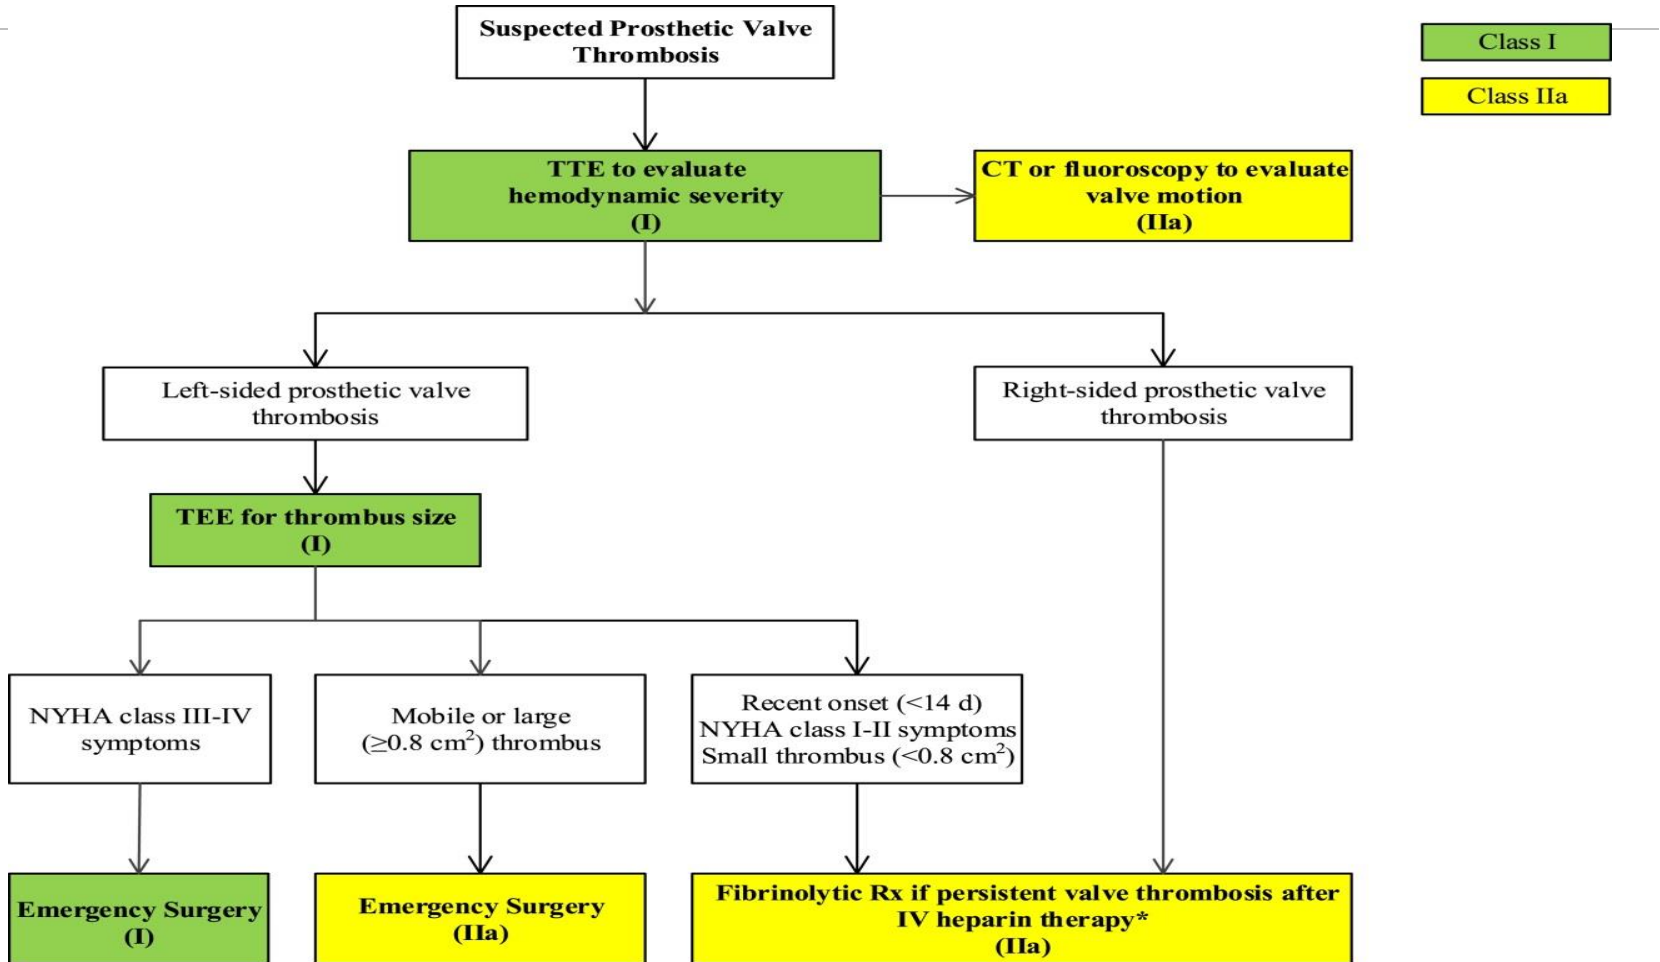 Suspected Prosthetic Valve
Thrombosis
Class I
Class IIa
TTE to evaluate
hemodynamic severity
(I)
CT or fluoroscopy to evaluate
valve motion
(IIa)
Left-sided prosthetic valve
thrombosis
Right-sided prosthetic valve
thrombosis
TEE for thrombus size
(I)
NYHA class III-IV
symptoms
Mobile or large
(≥0.8 cm²) thrombus
Recent onset (<14 d)
NYHA class I-II symptoms
Small thrombus (<0.8 cm²)
Emergency Surgery
(I)
Emergency Surgery
(IIa)
Fibrinolytic Rx if persistent valve thrombosis after
IV heparin therapy*
(IIa)